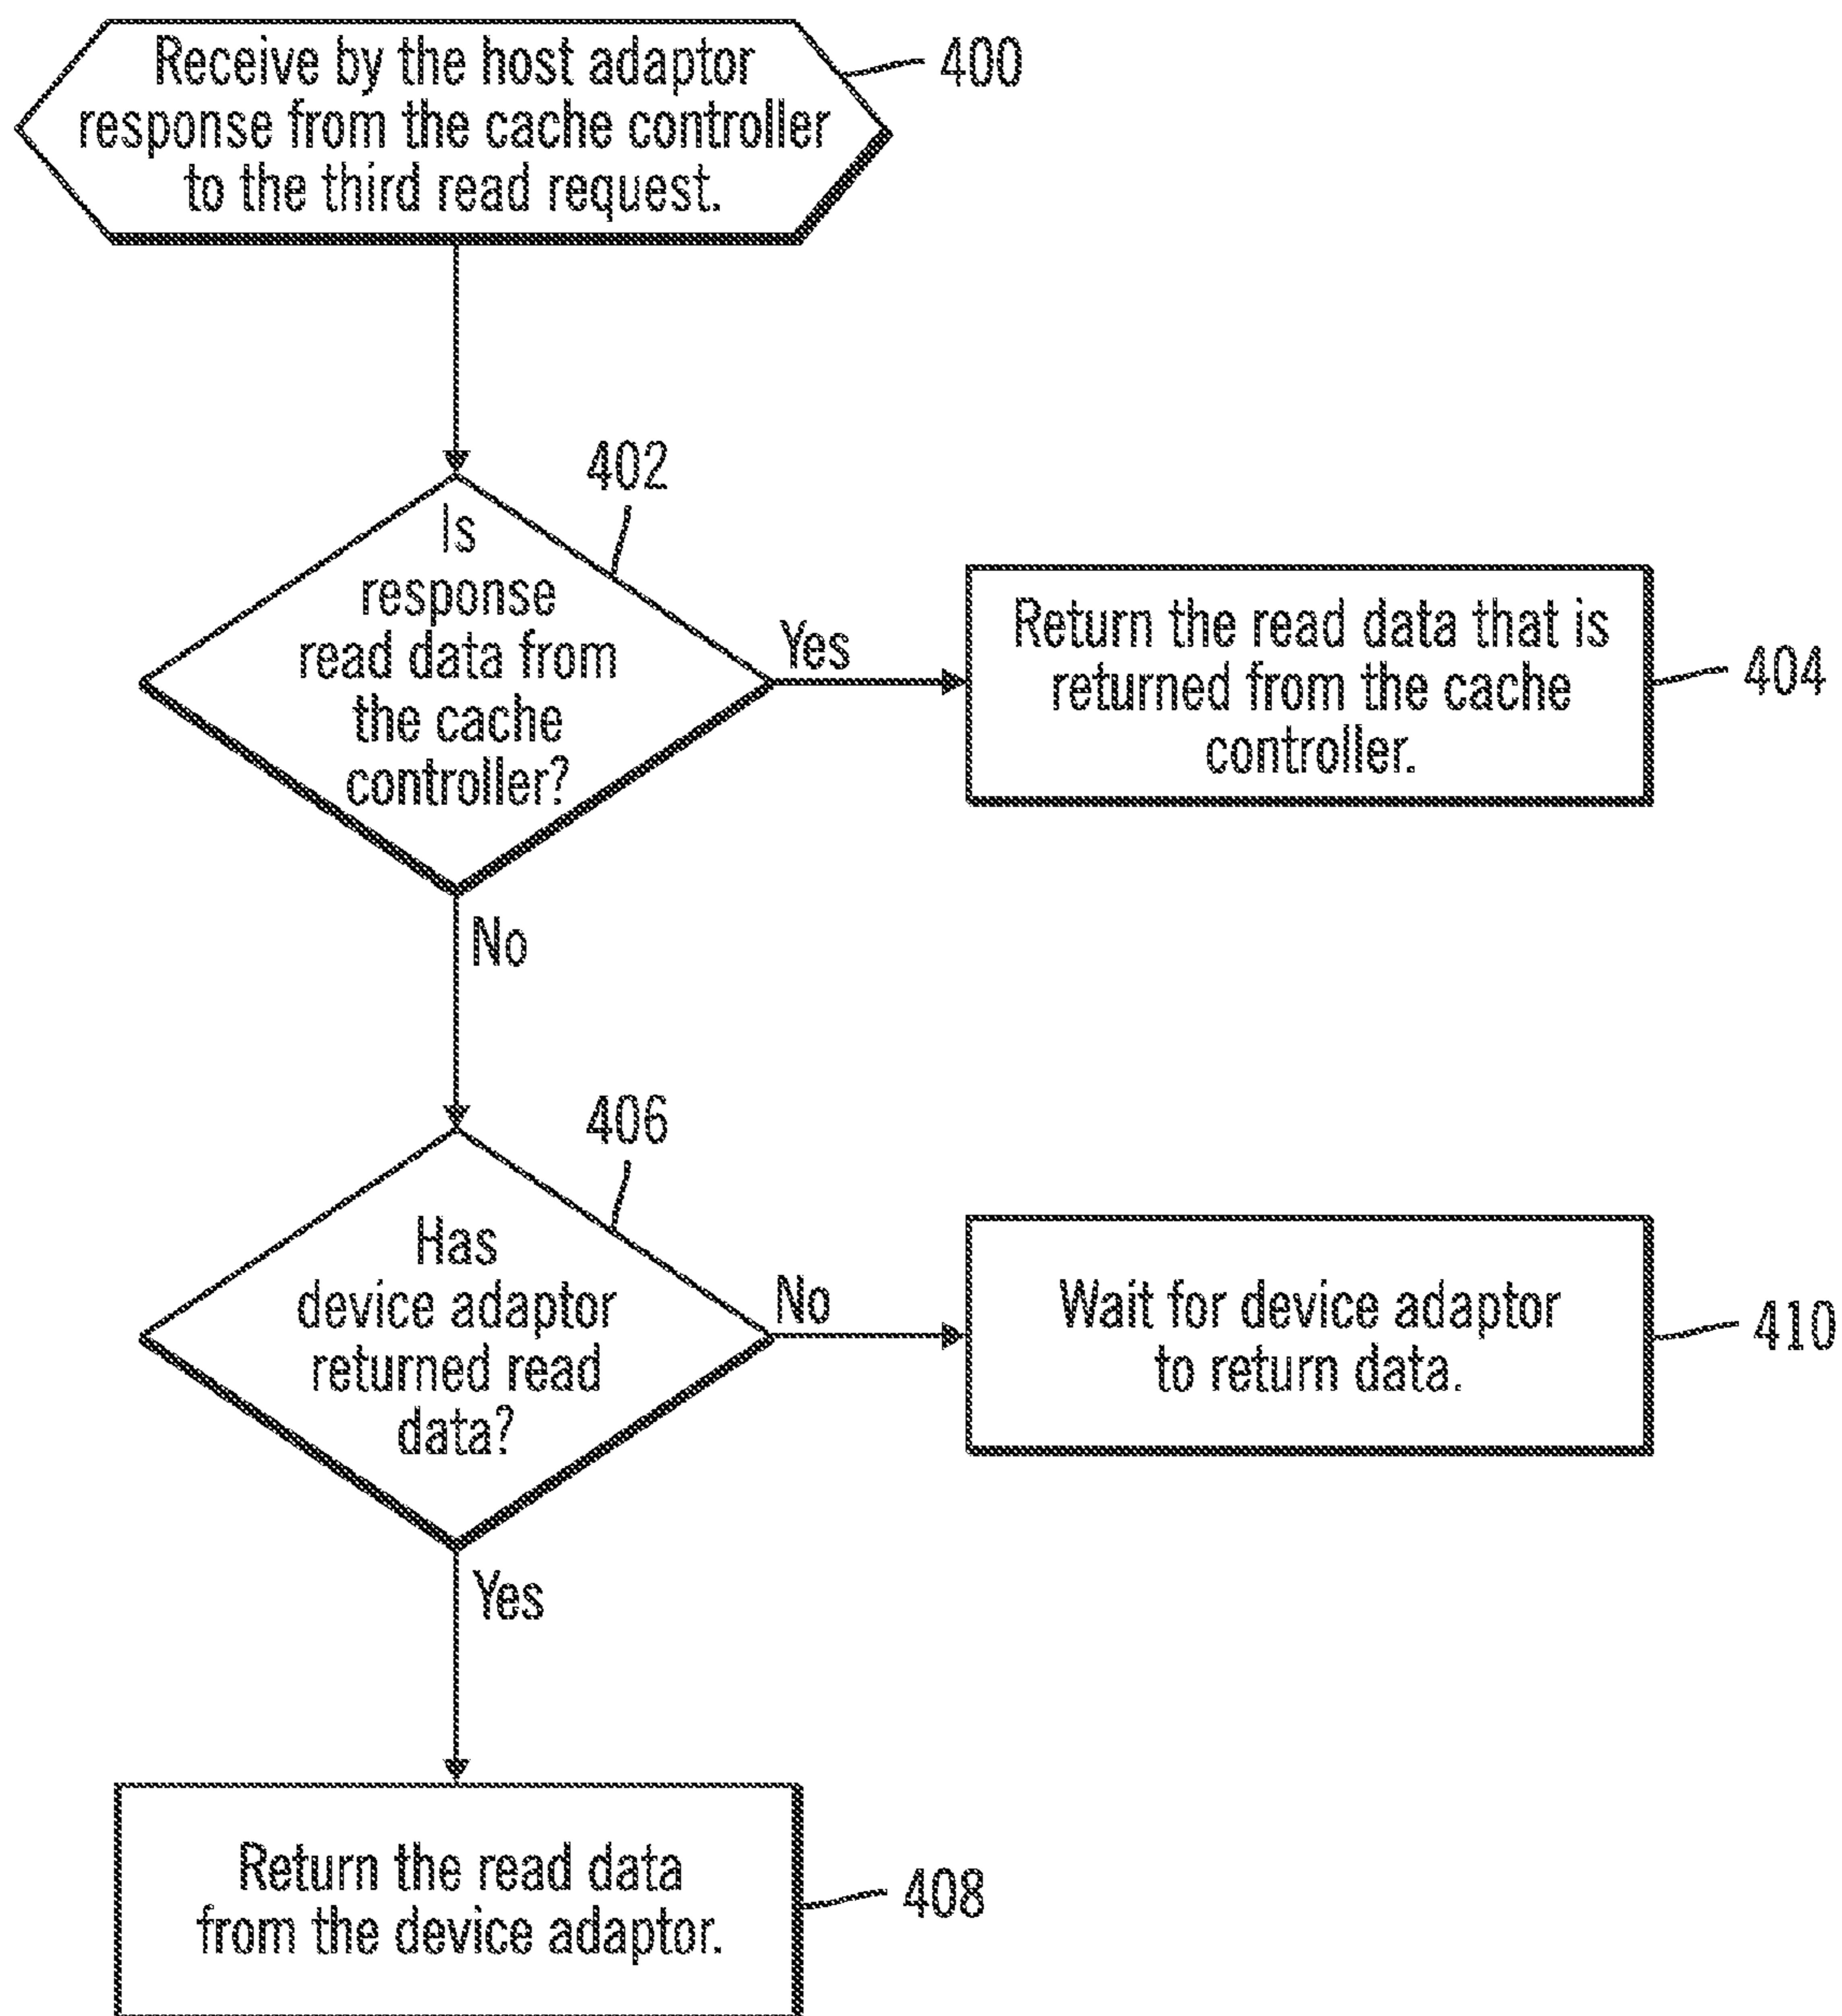 Receive by the host adaptor
response from the cache controller
to the third read request.
400
402
Is
response
read data from
the cache
controller?
Yes
Return the read data that is
returned from the cache
controller.
404
No
406
Has
device adaptor
returned read
data?
No
Wait for device adaptor
to return data.
410
Yes
Return the read data
from the device adaptor.
408